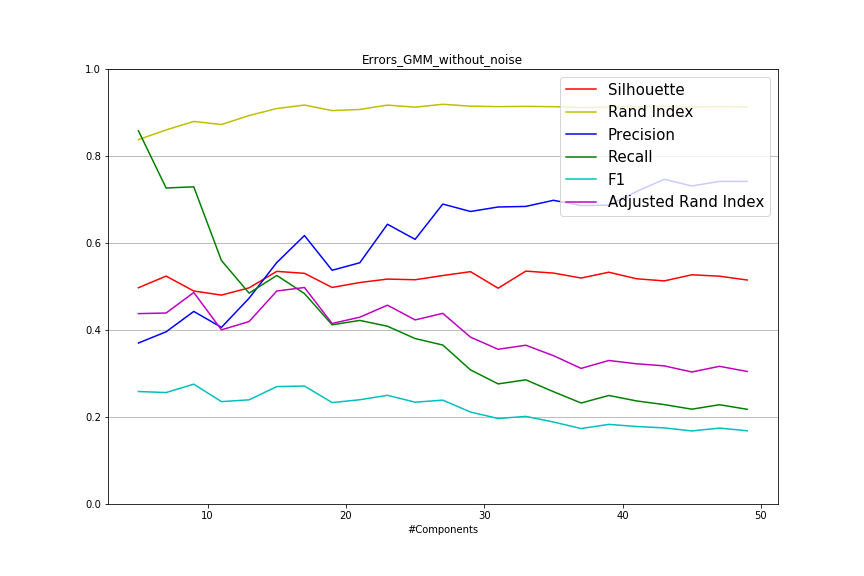 Errors_GMM_without_noise
1.0
0.8
0.6
0.4
0.2
0.0
Silhouette
Rand Index
Precision
Recall
F1
Adjusted Rand Index
10 20 30 40 50
#Components